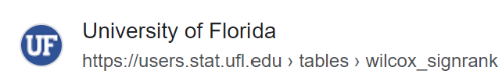 UF
University of Florida
https://users.stat.ufl.edu › tables › wilcox_signrank